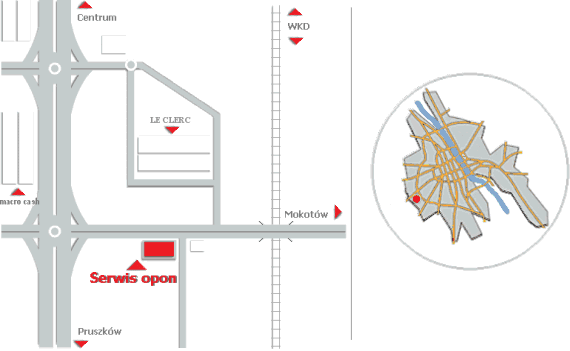 Centrum
WKD
LE CLERC
macro cash
Mokotów
Serwis opon
Pruszków